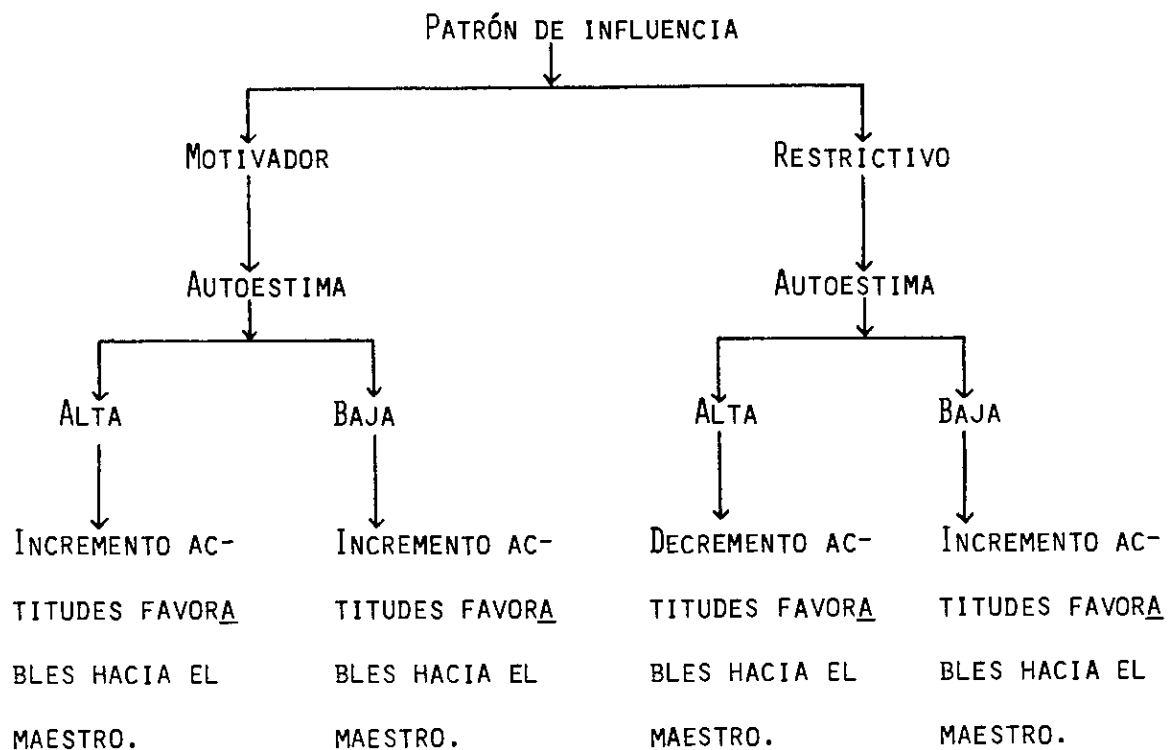 PATRÓN DE INFLUENCIA
MOTIVADOR RESTRICTIVO
AUTOESTIMA AUTOESTIMA
ALTA BAJA ALTA BAJA
INCREMENTO AC- INCREMENTO AC- DECREMENTO AC- INCREMENTO AC-
TITUDES FAVORA TITUDES FAVORA TITUDES FAVORA TITUDES FAVORA
BLES HACIA EL BLES HACIA EL BLES HACIA EL BLES HACIA EL
MAESTRO. MAESTRO. MAESTRO. MAESTRO.